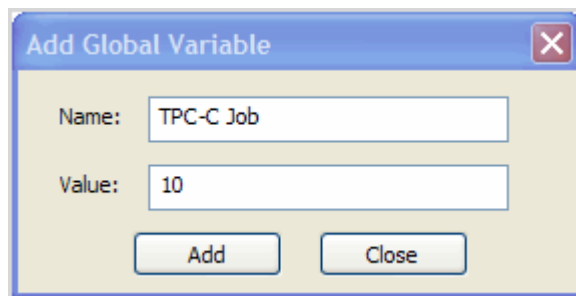 Add Global Variable
Name: TPC-C Job
Value: 10
Add Close